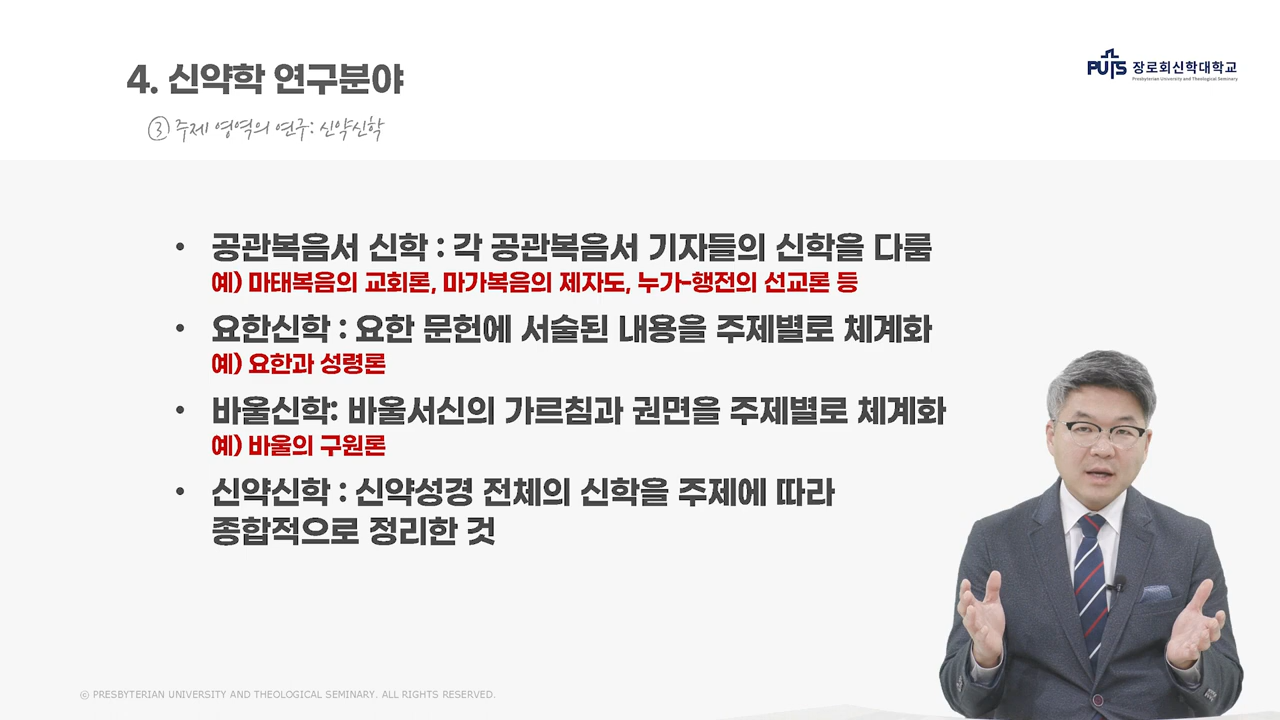 4. 신약학 연구분야
③ 주제 영역의 연구: 신약신학
PUTS 장로회신학대학교
Presbyterian University and Theological Seminary
• 공관복음서 신학 : 각 공관복음서 기자들의 신학을 다룸
예) 마태복음의 교회론, 마가복음의 제자도, 누가-행전의 선교론 등
• 요한신학 : 요한 문헌에 서술된 내용을 주제별로 체계화
예) 요한과 성령론
• 바울신학: 바울서신의 가르침과 권면을 주제별로 체계화
예) 바울의 구원론
• 신약신학 : 신약성경 전체의 신학을 주제에 따라
종합적으로 정리한 것
ⓒ PRESBYTERIAN UNIVERSITY AND THEOLOGICAL SEMINARY. ALL RIGHTS RESERVED.